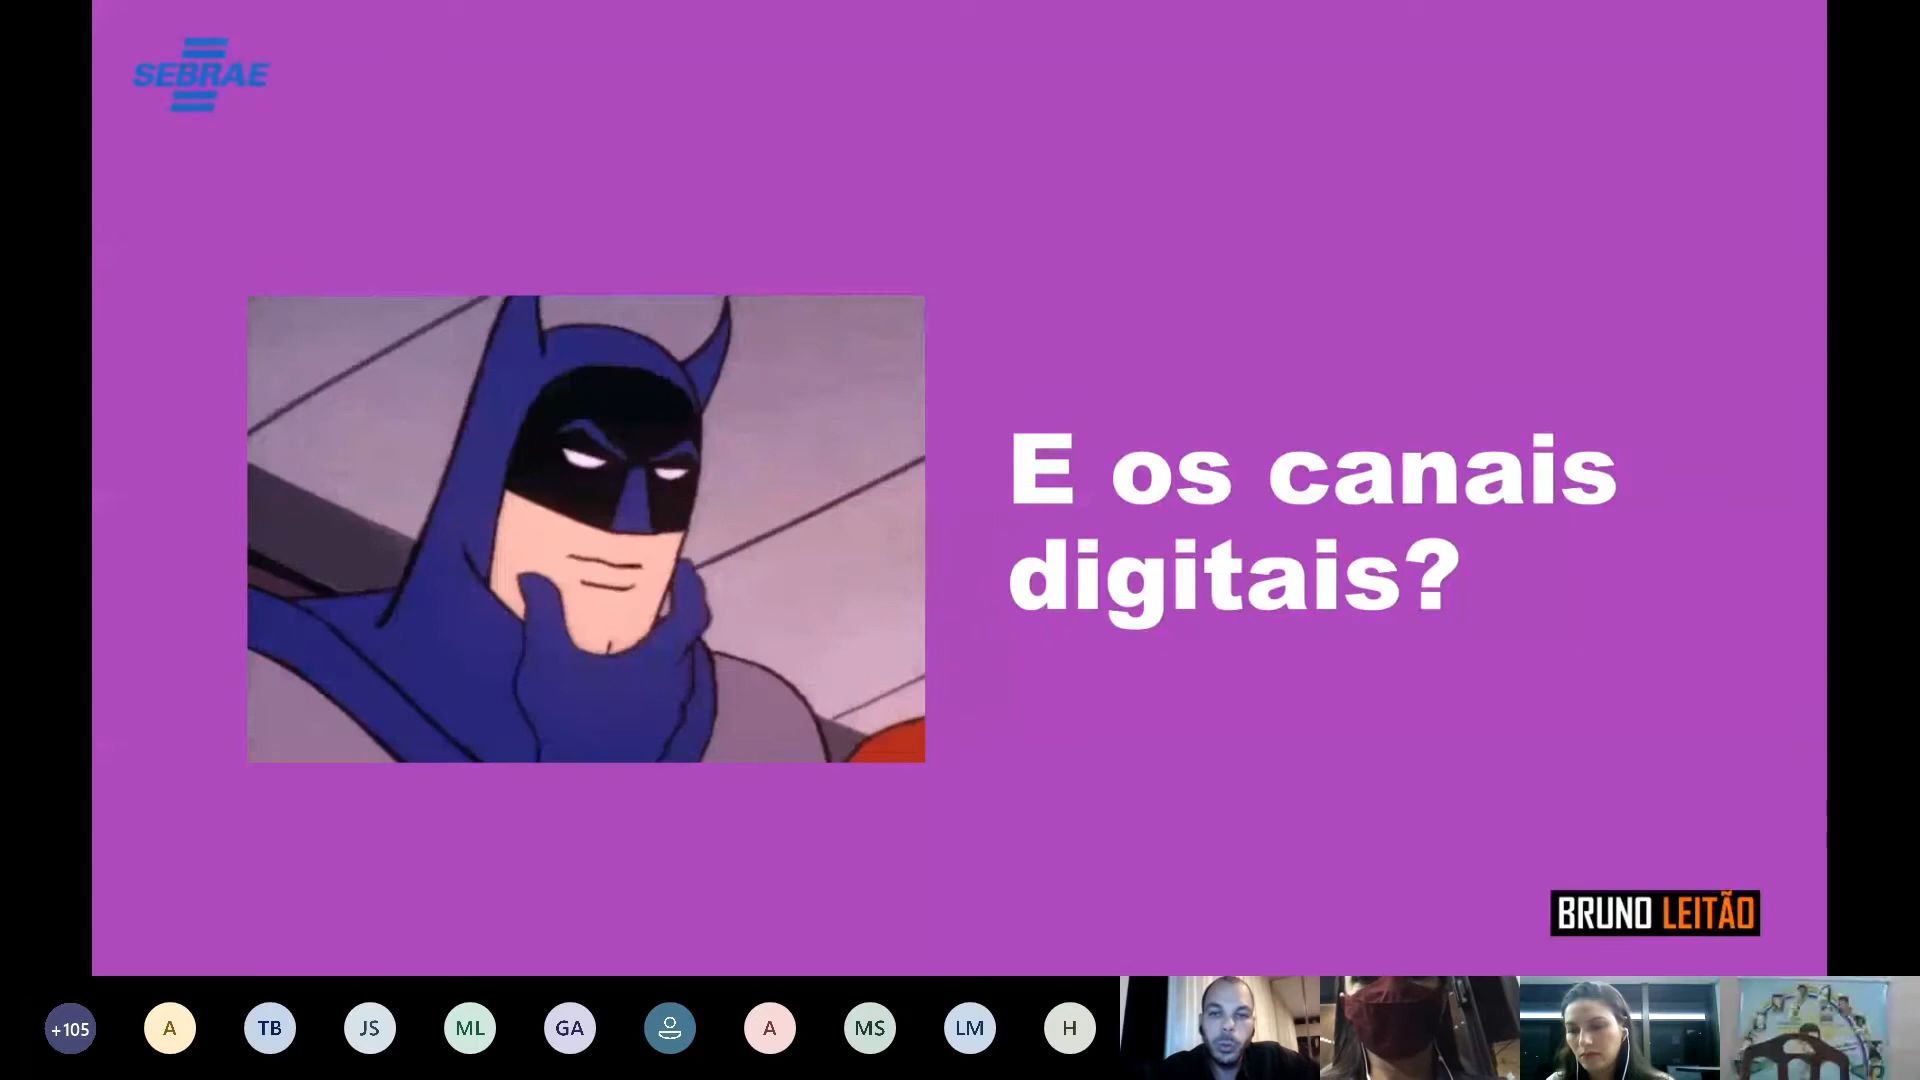 SEBRAE
E os canais
digitais?
BRUNO LEITÃO
+105
A
TB
JS
ML
GA
A
MS
LM
H